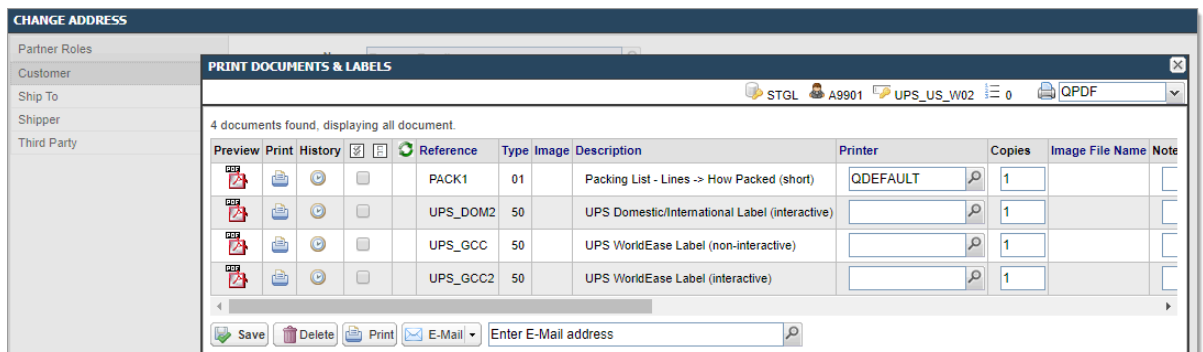 CHANGE ADDRESS
Partner Roles
Customer
Ship To
Shipper
Third Party
PRINT DOCUMENTS & LABELS
STGL A9901 UPS_US_W02 0 QPDF
4 documents found, displaying all document.
Preview Print History Reference Type Image Description Printer Copies Image File Name Note
PDF PACK1 01 Packing List - Lines -> How Packed (short) QDEFAULT 1
PDF UPS_DOM2 50 UPS Domestic/International Label (interactive) 1
PDF UPS_GCC 50 UPS WorldEase Label (non-interactive) 1
PDF UPS_GCC2 50 UPS WorldEase Label (interactive) 1
Save Delete Print E-Mail Enter E-Mail address